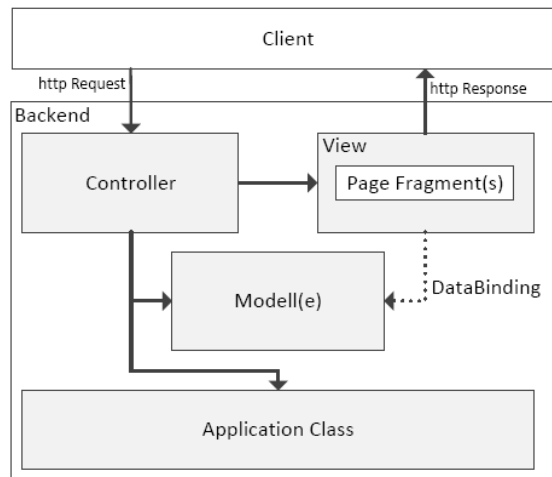 Client
http Request
http Response
Backend
View
Controller
Page Fragment(s)
Modell(e)
DataBinding
Application Class